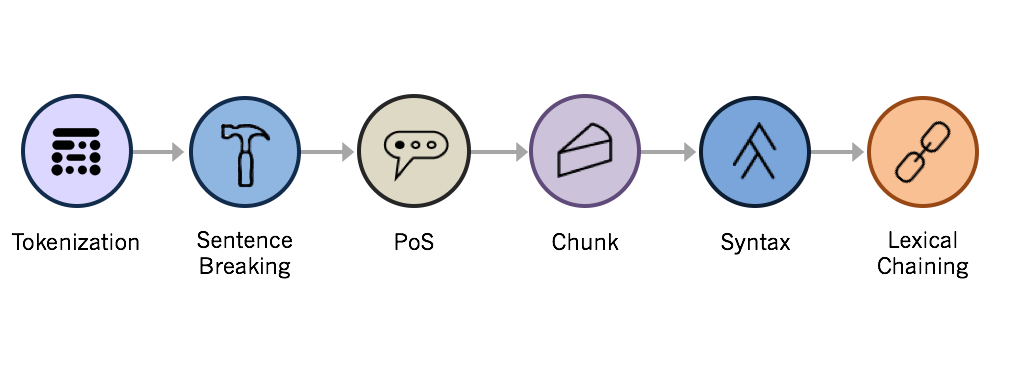 Tokenization
Sentence
Breaking
PoS
Chunk
Syntax
Lexical
Chaining